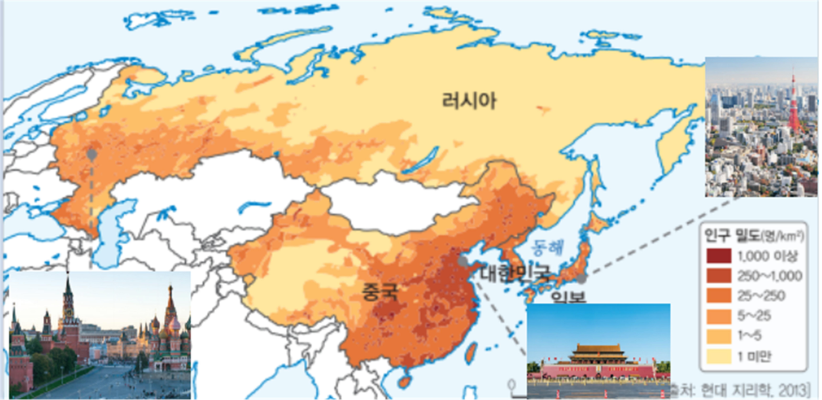 러시아
동해
대한민국
중국
일본
인구 밀도(명/km²)
1,000 이상
250~1,000
25~250
5~25
1~5
1 미만
0
출처: 현대 지리학, 2013]